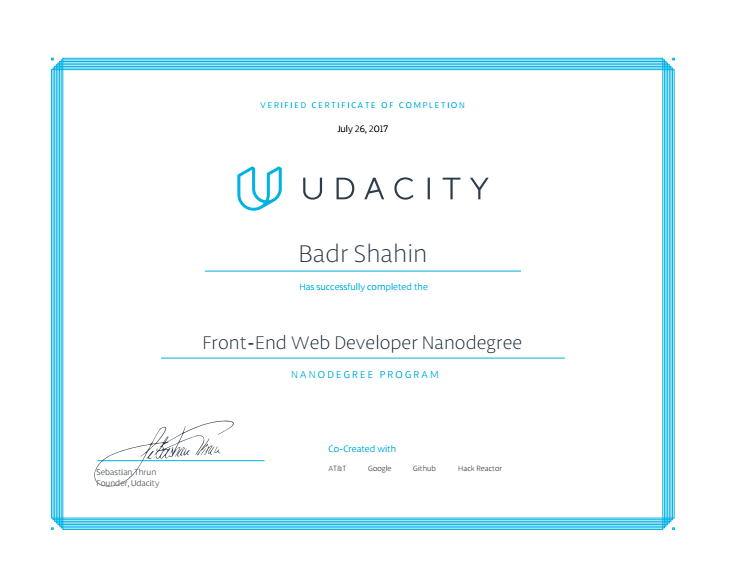 VERIFIED CERTIFICATE OF COMPLETION
July 26, 2017
UDACITY
Badr Shahin
Has successfully completed the
Front-End Web Developer Nanodegree
NANODEGREE PROGRAM
Sebastian Thrun
Sebastian Thrun
Founder, Udacity
Co-Created with
AT&T Google Github Hack Reactor